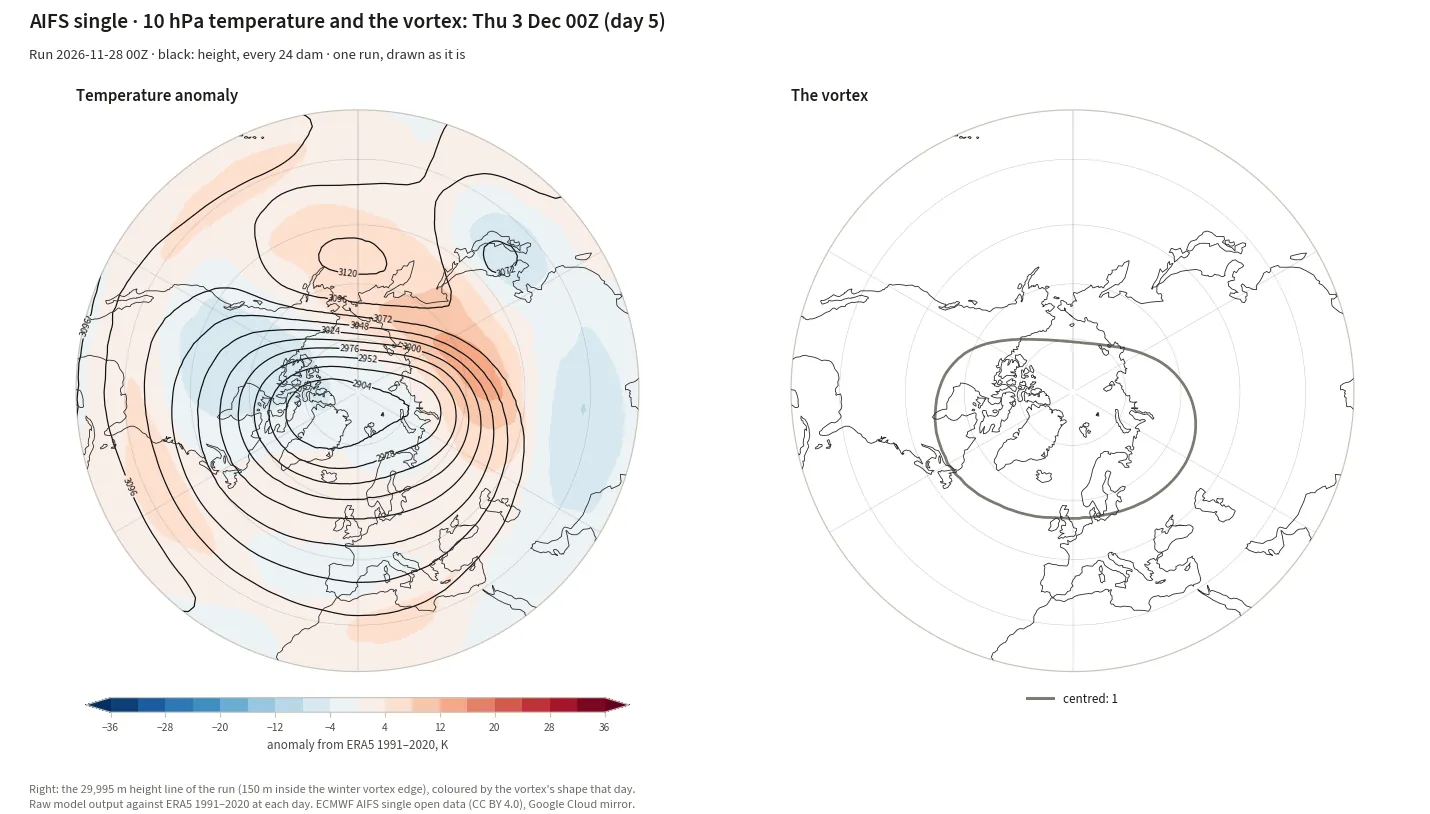 AIFS single · 10 hPa temperature and the vortex: Thu 3 Dec 00Z (day 5)
Run 2026-11-28 00Z · black: height, every 24 dam · one run, drawn as it is
Temperature anomaly
The vortex
3120
3072
3096
3096
3072
3024
3048
2976
3000
2952
2904
2928
3096
−36 −28 −20 −12 −4 4 12 20 28 36
anomaly from ERA5 1991–2020, K
centred: 1
Right: the 29,995 m height line of the run (150 m inside the winter vortex edge), coloured by the vortex's shape that day.
Raw model output against ERA5 1991–2020 at each day. ECMWF AIFS single open data (CC BY 4.0), Google Cloud mirror.